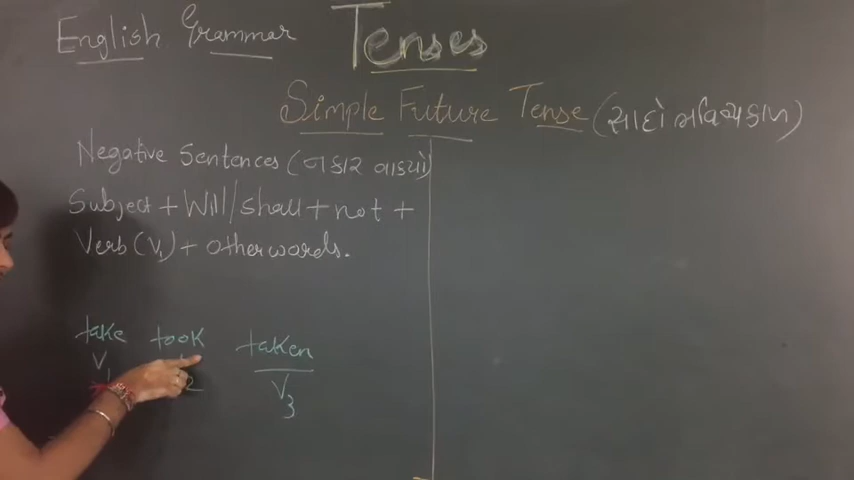 English Grammar Tenses
Simple Future Tense (સાદો ભવિષ્યકાળ)
Negative Sentences (નકાર વાક્યો)
Subject + Will/shall + not +
Verb (V1) + other words.
take took taken
V1 2 V3